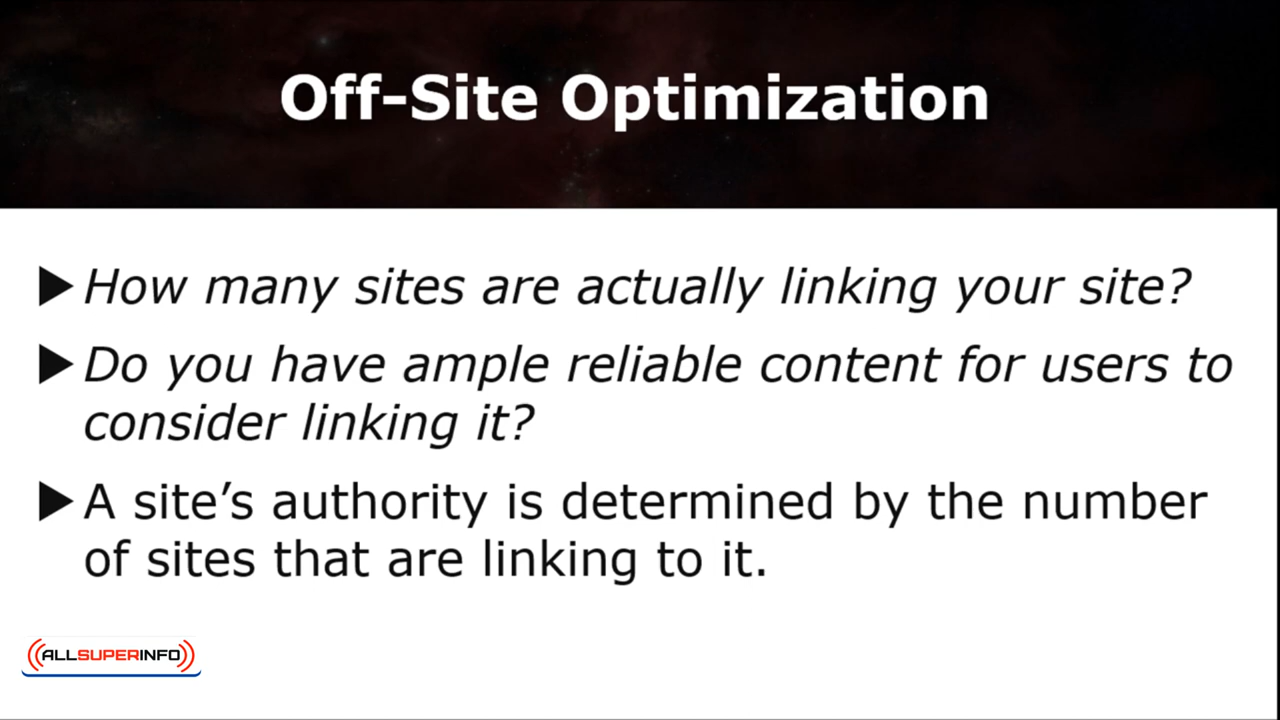 Off-Site Optimization
How many sites are actually linking your site?
Do you have ample reliable content for users to
consider linking it?
A site’s authority is determined by the number
of sites that are linking to it.
ALLSUPERINFO